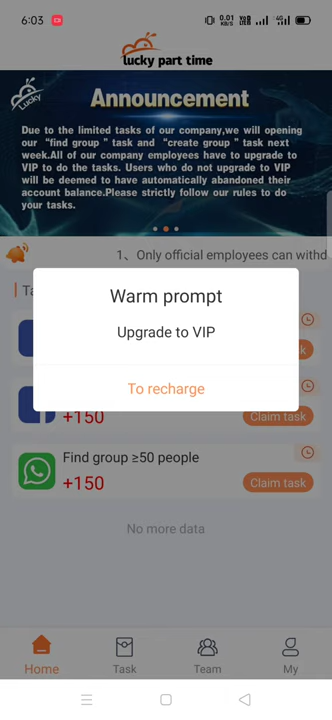 6:03
0.01
KB/S
4G
lucky part time
Lucky
Announcement
Due to the limited tasks of our company,we will opening
our “find group ” task and “create group ” task next
week.All of our company employees have to upgrade to
VIP to do the tasks. Users who do not upgrade to VIP
will be deemed to have automatically abandoned their
account balance.Please strictly follow our rules to do
your tasks.
1、Only official employees can withd
Ta
Warm prompt
Upgrade to VIP
To recharge
k
+150
Claim task
Find group ≥50 people
+150
Claim task
No more data
Home
Task
Team
My